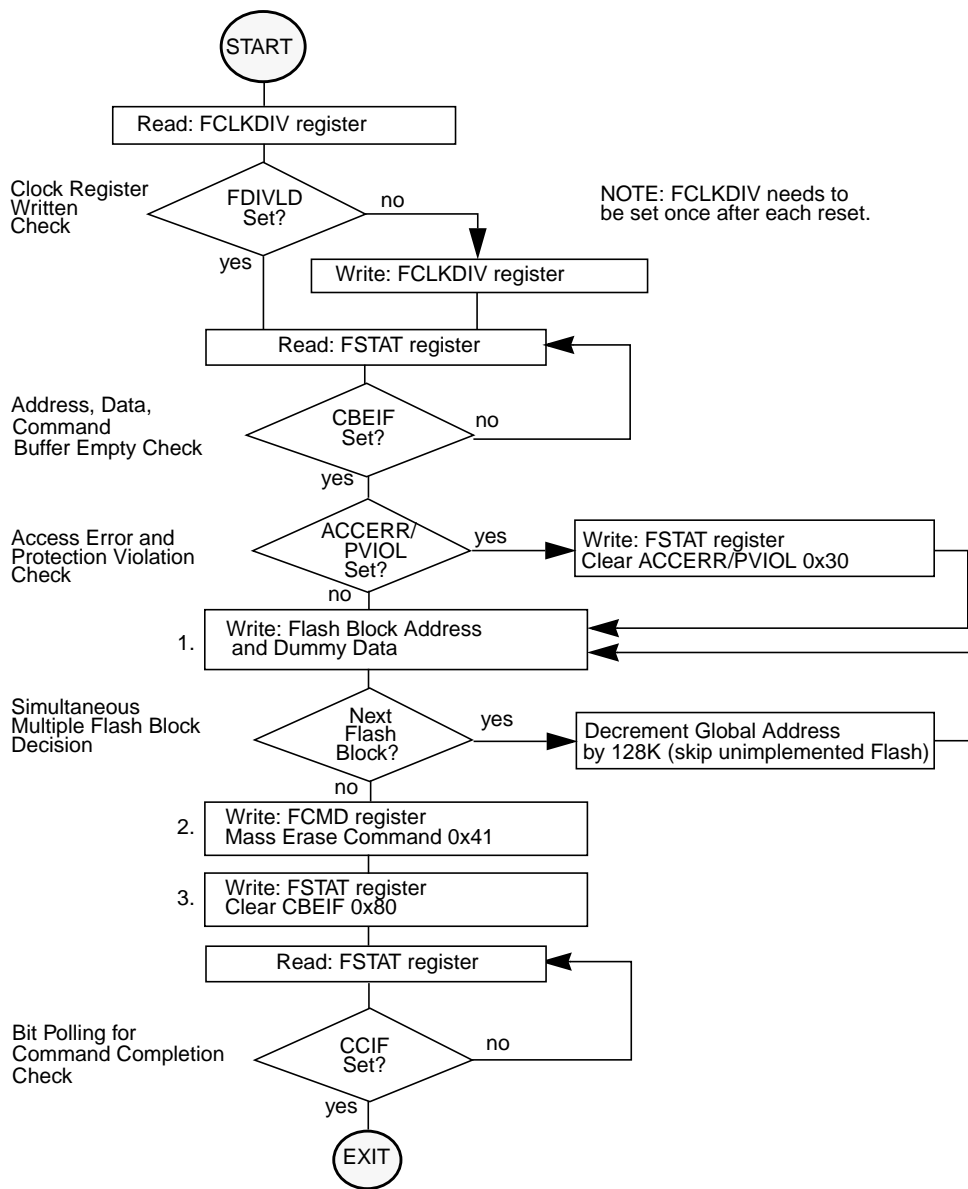 START
Read: FCLKDIV register
Clock Register
Written
Check
FDIVLD
Set?
no
NOTE: FCLKDIV needs to
be set once after each reset.
yes
Write: FCLKDIV register
Read: FSTAT register
Address, Data,
Command
Buffer Empty Check
CBEIF
Set?
no
yes
Access Error and
Protection Violation
Check
ACCERR/
PVIOL
Set?
yes
Write: FSTAT register
Clear ACCERR/PVIOL 0x30
no
1.
Write: Flash Block Address
and Dummy Data
Simultaneous
Multiple Flash Block
Decision
Next
Flash
Block?
yes
Decrement Global Address
by 128K (skip unimplemented Flash)
no
2.
Write: FCMD register
Mass Erase Command 0x41
3.
Write: FSTAT register
Clear CBEIF 0x80
Read: FSTAT register
Bit Polling for
Command Completion
Check
CCIF
Set?
no
yes
EXIT